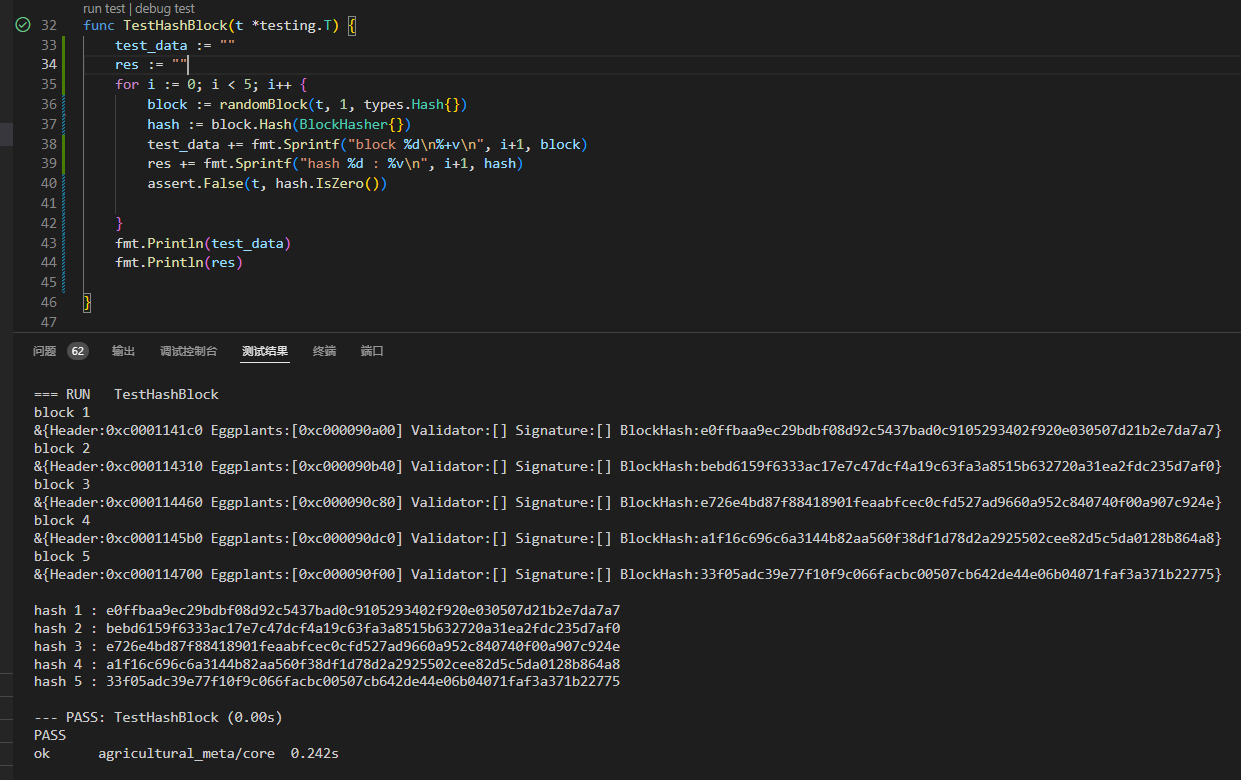 run test | debug test
32 func TestHashBlock(t *testing.T) {
33 test_data := ""
34 res := ""
35 for i := 0; i < 5; i++ {
36 block := randomBlock(t, 1, types.Hash{})
37 hash := block.Hash(BlockHasher{})
38 test_data += fmt.Sprintf("block %d\n%+v\n", i+1, block)
39 res += fmt.Sprintf("hash %d : %v\n", i+1, hash)
40 assert.False(t, hash.IsZero())
41
42 }
43 fmt.Println(test_data)
44 fmt.Println(res)
45
46 }
47
问题 62 输出 调试控制台 测试结果 终端 端口
=== RUN TestHashBlock
block 1
&{Header:0xc0001141c0 Eggplants:[0xc000090a00] Validator:[] Signature:[] BlockHash:e0ffbaa9ec29bdbf08d92c5437bad0c9105293402f920e030507d21b2e7da7a7}
block 2
&{Header:0xc000114310 Eggplants:[0xc000090b40] Validator:[] Signature:[] BlockHash:bebd6159f6333ac17e7c47dcf4a19c63fa3a8515b632720a31ea2fdc235d7af0}
block 3
&{Header:0xc000114460 Eggplants:[0xc000090c80] Validator:[] Signature:[] BlockHash:e726e4bd87f88418901feaabfcec0cfd527ad9660a952c840740f00a907c924e}
block 4
&{Header:0xc0001145b0 Eggplants:[0xc000090dc0] Validator:[] Signature:[] BlockHash:a1f16c696c6a3144b82aa560f38df1d78d2a2925502cee82d5c5da0128b864a8}
block 5
&{Header:0xc000114700 Eggplants:[0xc000090f00] Validator:[] Signature:[] BlockHash:33f05adc39e77f10f9c066facbc00507cb642de44e06b04071faf3a371b22775}
hash 1 : e0ffbaa9ec29bdbf08d92c5437bad0c9105293402f920e030507d21b2e7da7a7
hash 2 : bebd6159f6333ac17e7c47dcf4a19c63fa3a8515b632720a31ea2fdc235d7af0
hash 3 : e726e4bd87f88418901feaabfcec0cfd527ad9660a952c840740f00a907c924e
hash 4 : a1f16c696c6a3144b82aa560f38df1d78d2a2925502cee82d5c5da0128b864a8
hash 5 : 33f05adc39e77f10f9c066facbc00507cb642de44e06b04071faf3a371b22775
--- PASS: TestHashBlock (0.00s)
PASS
ok agricultural_meta/core 0.242s